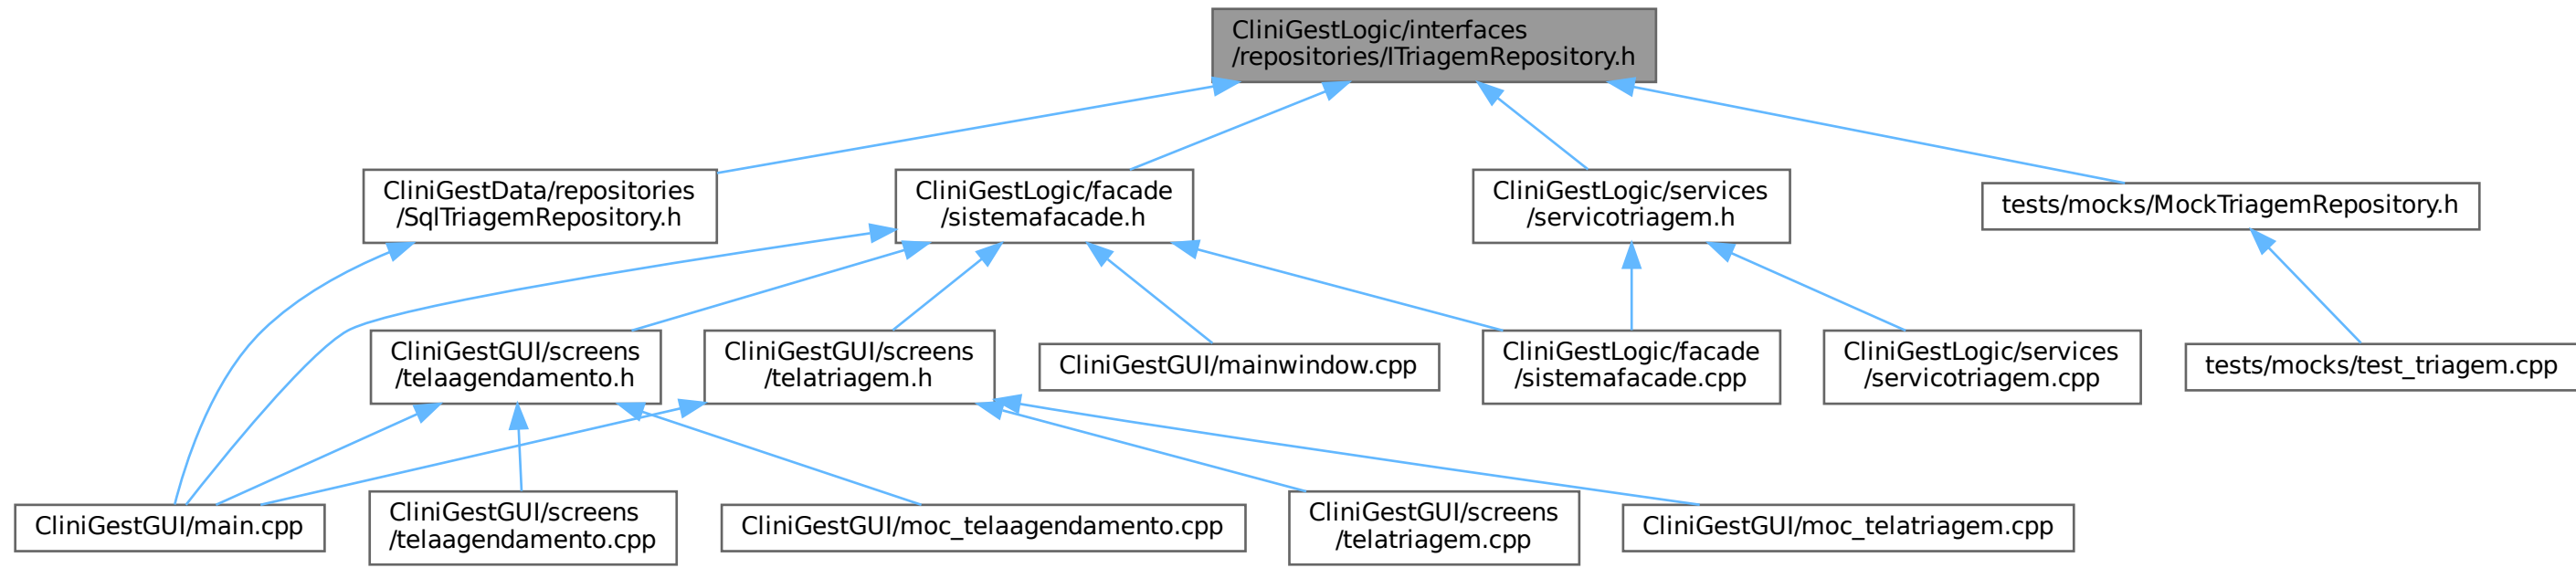 CliniGestLogic/interfaces
/repositories/ITriagemRepository.h
CliniGestData/repositories
/SqlTriagemRepository.h
CliniGestLogic/facade
/sistemafacade.h
CliniGestLogic/services
/servicotriagem.h
tests/mocks/MockTriagemRepository.h
CliniGestGUI/screens
/telaagendamento.h
CliniGestGUI/screens
/telatriagem.h
CliniGestGUI/mainwindow.cpp
CliniGestLogic/facade
/sistemafacade.cpp
CliniGestLogic/services
/servicotriagem.cpp
tests/mocks/test_triagem.cpp
CliniGestGUI/main.cpp
CliniGestGUI/screens
/telaagendamento.cpp
CliniGestGUI/moc_telaagendamento.cpp
CliniGestGUI/screens
/telatriagem.cpp
CliniGestGUI/moc_telatriagem.cpp